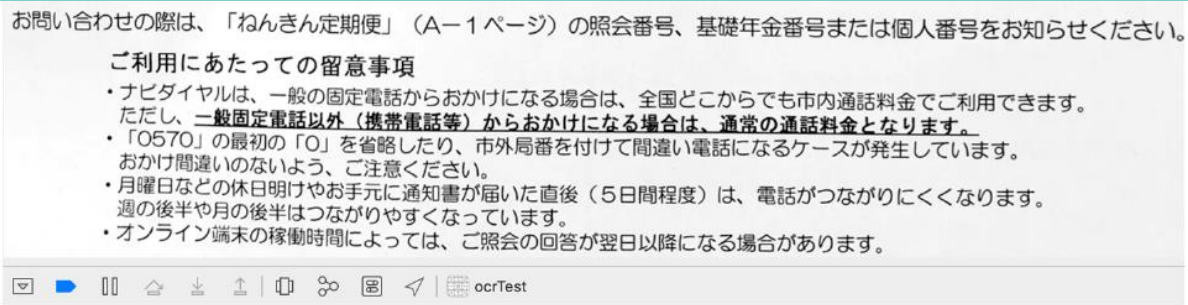 お問い合わせの際は、「ねんきん定期便」（A－1ページ）の照会番号、基礎年金番号または個人番号をお知らせください。
ご利用にあたっての留意事項
・ナビダイヤルは、一般の固定電話からおかけになる場合は、全国どこからでも市内通話料金でご利用できます。
ただし、一般固定電話以外（携帯電話等）からおかけになる場合は、通常の通話料金となります。
・「0570」の最初の「0」を省略したり、市外局番を付けて間違い電話になるケースが発生しています。
おかけ間違いのないよう、ご注意ください。
・月曜日などの休日明けやお手元に通知書が届いた直後（5日間程度）は、電話がつながりにくくなります。
週の後半や月の後半はつながりやすくなっています。
・オンライン端末の稼働時間によっては、ご照会の回答が翌日以降になる場合があります。
ocrTest